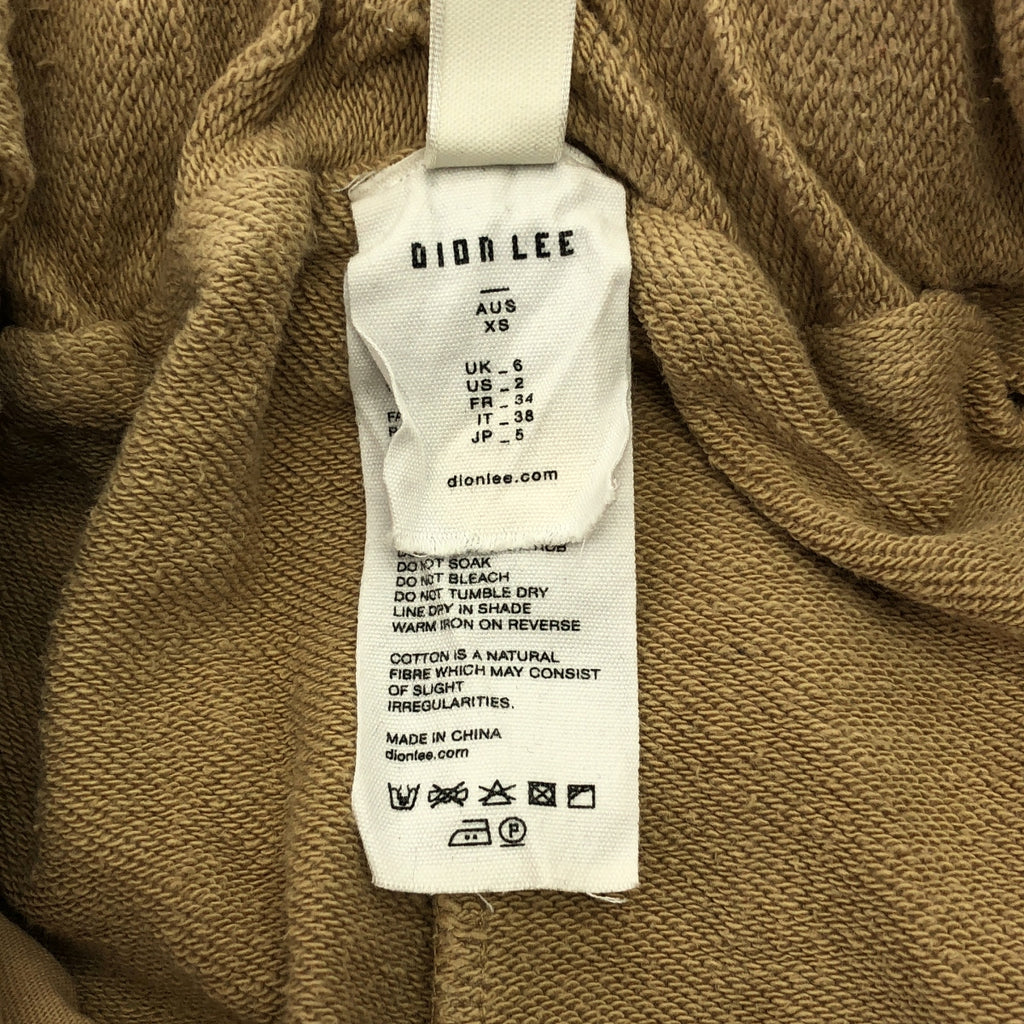 DION LEE
AUS
XS
UK _ 6
US _ 2
FR _ 34
IT _ 38
JP _ 5
dionlee.com
DO NOT SOAK
DO NOT BLEACH
DO NOT TUMBLE DRY
LINE DRY IN SHADE
WARM IRON ON REVERSE
COTTON IS A NATURAL
FIBRE WHICH MAY CONSIST
OF SLIGHT
IRREGULARITIES.
MADE IN CHINA
dionlee.com
P